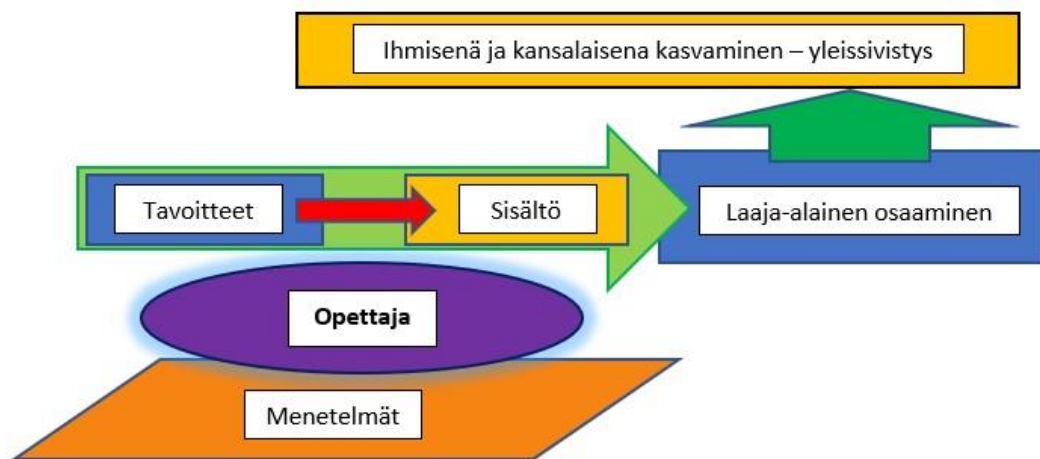 Ihmisenä ja kansalaisena kasvaminen – yleissivistys
Tavoitteet
Sisältö
Laaja-alainen osaaminen
Opettaja
Menetelmät